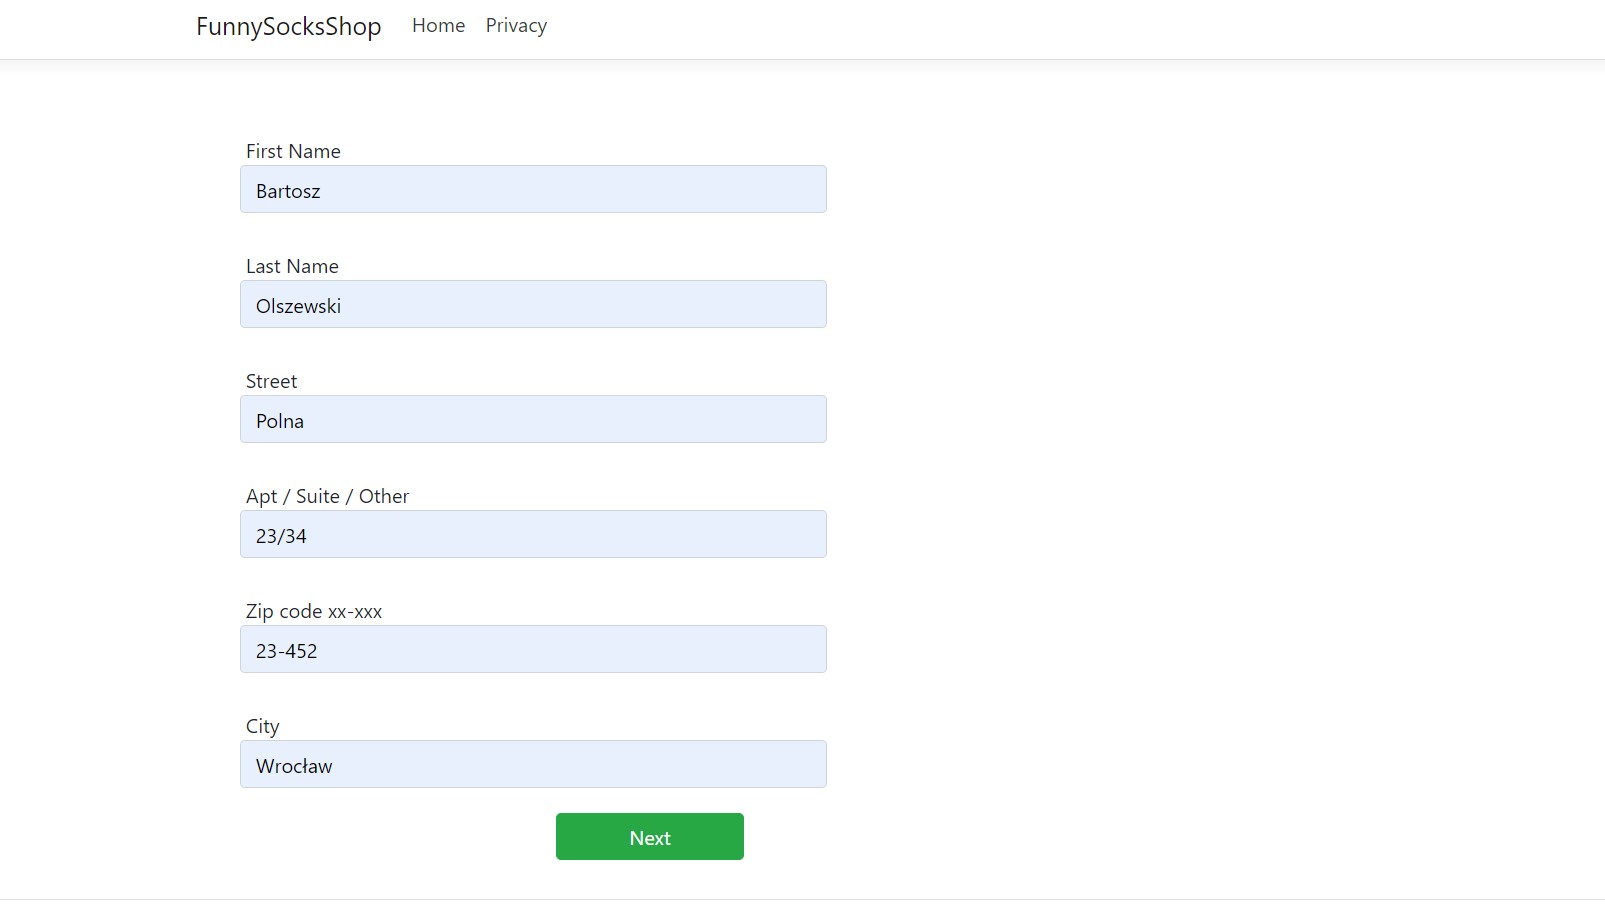 FunnySocksShop Home Privacy
First Name
Bartosz
Last Name
Olszewski
Street
Polna
Apt / Suite / Other
23/34
Zip code xx-xxx
23-452
City
Wrocław
Next